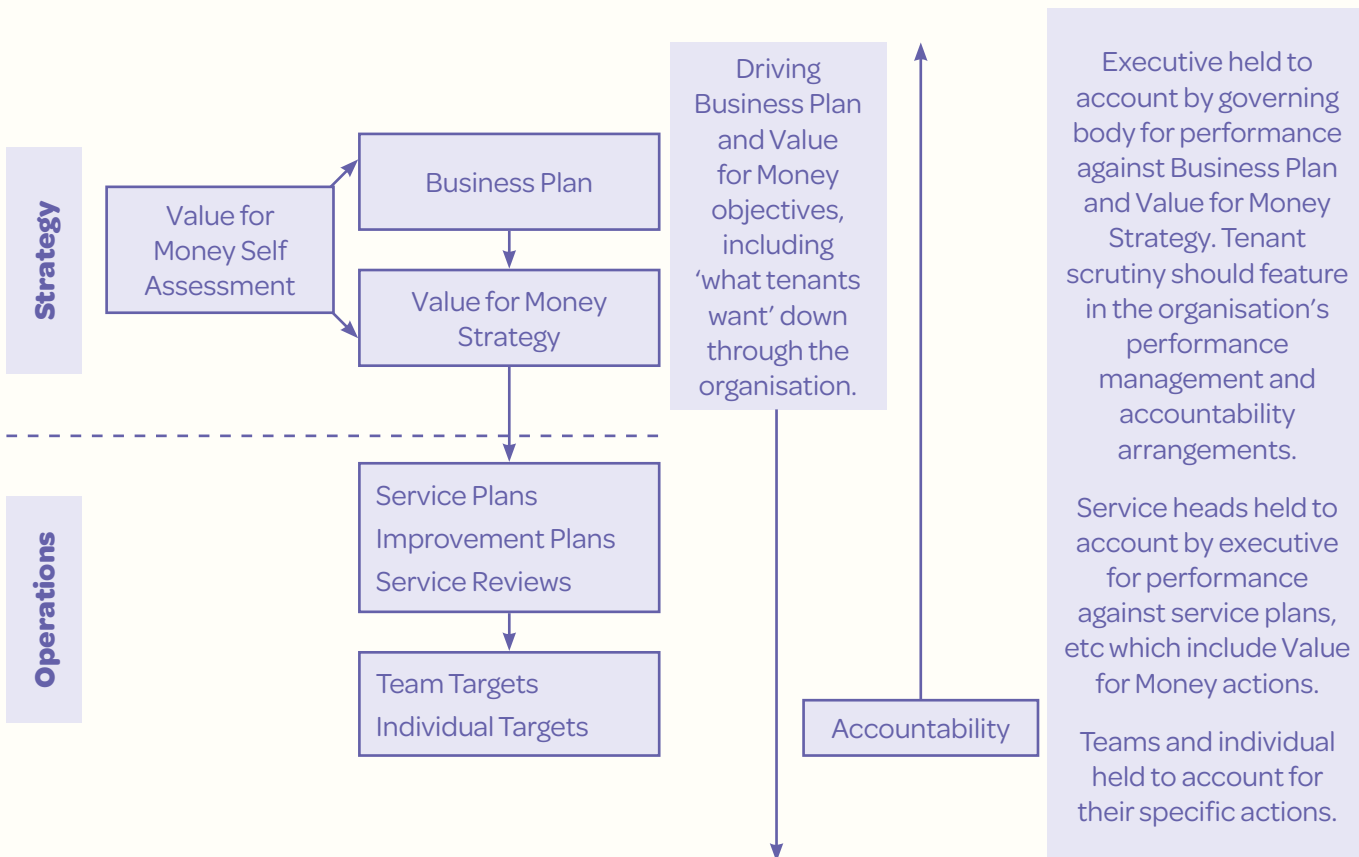 Strategy
Value for
Money Self
Assessment
Business Plan
Value for Money
Strategy
Operations
Service Plans
Improvement Plans
Service Reviews
Team Targets
Individual Targets
Driving
Business Plan
and Value
for Money
objectives,
including
‘what tenants
want’ down
through the
organisation.
Accountability
Executive held to
account by governing
body for performance
against Business Plan
and Value for Money
Strategy. Tenant
scrutiny should feature
in the organisation’s
performance
management and
accountability
arrangements.
Service heads held to
account by executive
for performance
against service plans,
etc which include Value
for Money actions.
Teams and individual
held to account for
their specific actions.